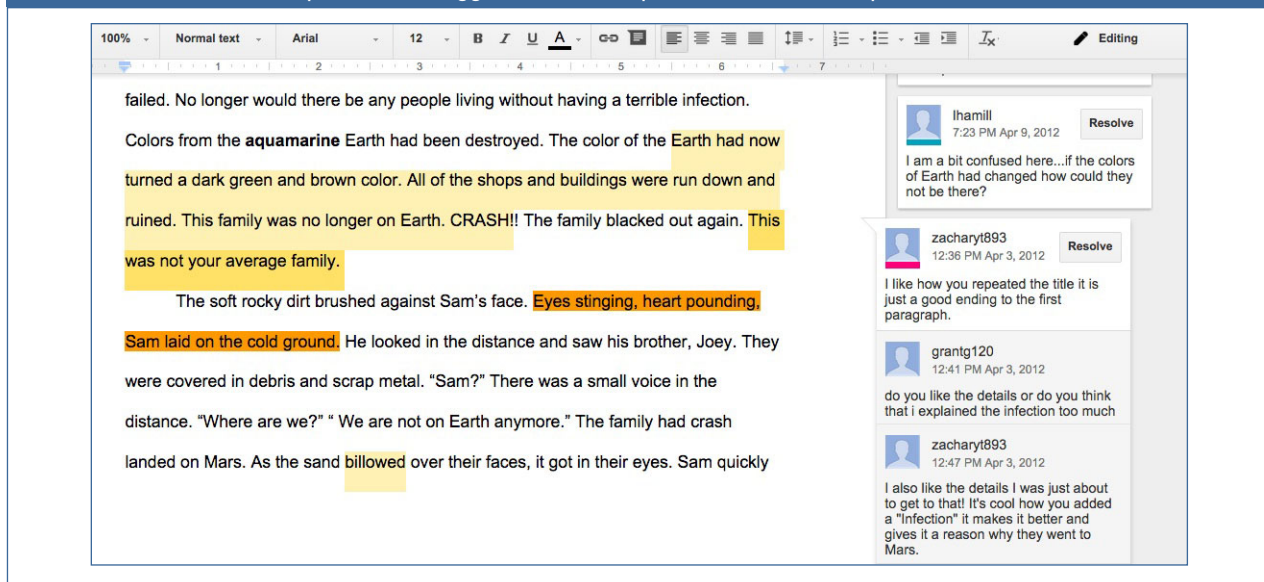 100% Normal text Arial 12 B I U A Editing
1 2 3 4 5 6 7
failed. No longer would there be any people living without having a terrible infection.
Colors from the aquamarine Earth had been destroyed. The color of the Earth had now
turned a dark green and brown color. All of the shops and buildings were run down and
ruined. This family was no longer on Earth. CRASH!! The family blacked out again. This
was not your average family.
The soft rocky dirt brushed against Sam's face. Eyes stinging, heart pounding,
Sam laid on the cold ground. He looked in the distance and saw his brother, Joey. They
were covered in debris and scrap metal. “Sam?” There was a small voice in the
distance. “Where are we?” “ We are not on Earth anymore.” The family had crash
landed on Mars. As the sand billowed over their faces, it got in their eyes. Sam quickly
lhamill
7:23 PM Apr 9, 2012
Resolve
I am a bit confused here...if the colors
of Earth had changed how could they
not be there?
zacharyt893
12:36 PM Apr 3, 2012
Resolve
I like how you repeated the title it is
just a good ending to the first
paragraph.
grantg120
12:41 PM Apr 3, 2012
do you like the details or do you think
that i explained the infection too much
zacharyt893
12:47 PM Apr 3, 2012
I also like the details I was just about
to get to that! It's cool how you added
a "Infection" it makes it better and
gives it a reason why they went to
Mars.